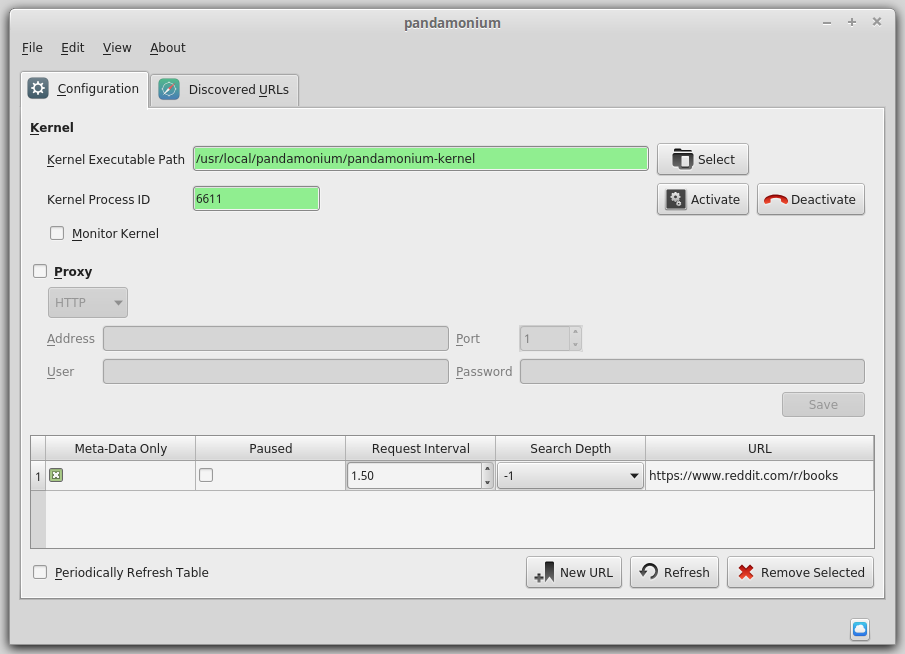 pandamonium
File Edit View About
Configuration Discovered URLs
Kernel
Kernel Executable Path /usr/local/pandamonium/pandamonium-kernel Select
Kernel Process ID 6611 Activate Deactivate
Monitor Kernel
Proxy
HTTP
Address Port 1
User Password
Save
Meta-Data Only Paused Request Interval Search Depth URL
1 1.50 -1 https://www.reddit.com/r/books
Periodically Refresh Table New URL Refresh Remove Selected